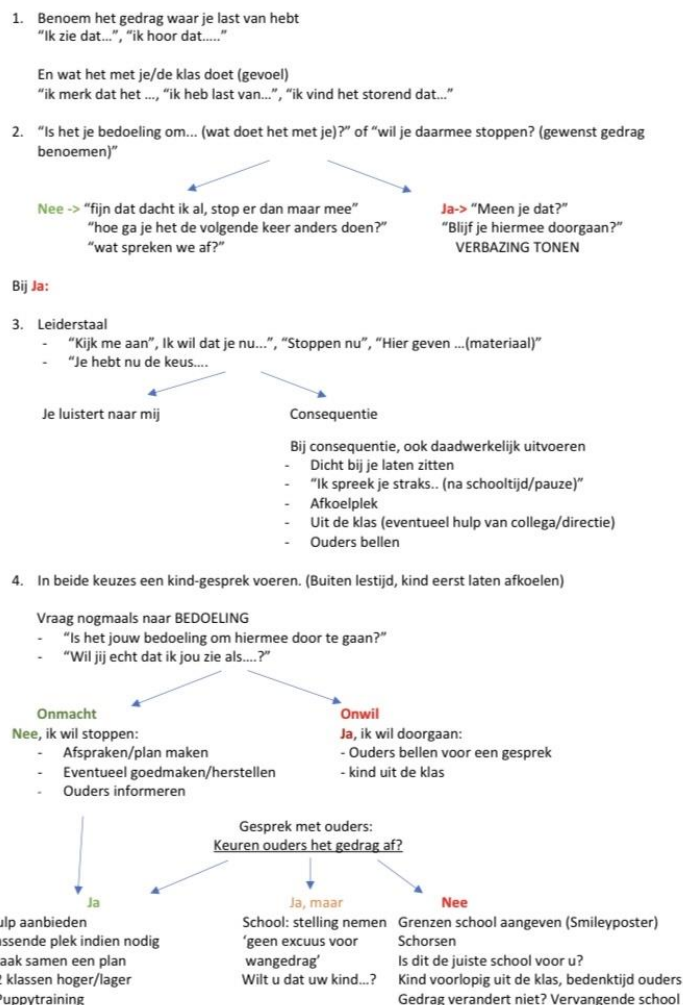 1. Benoem het gedrag waar je last van hebt
“Ik zie dat...”, “ik hoor dat.....”
En wat het met je/de klas doet (gevoel)
“ik merk dat het ..., “ik heb last van...”, “ik vind het storend dat...”
2. “Is het je bedoeling om... (wat doet het met je)?” of “wil je daarmee stoppen? (gewenst gedrag
benoemen)”
Nee -> “fijn dat dacht ik al, stop er dan maar mee”
“hoe ga je het de volgende keer anders doen?”
“wat spreken we af?”
Ja-> “Meen je dat?”
“Blijf je hiermee doorgaan?”
VERBAZING TONEN
Bij Ja:
3. Leiderstaal
- “Kijk me aan”, Ik wil dat je nu...”, “Stoppen nu”, “Hier geven ...(materiaal)”
- “Je hebt nu de keus....
Je luistert naar mij
Consequentie
Bij consequentie, ook daadwerkelijk uitvoeren
- Dicht bij je laten zitten
- “Ik spreek je straks.. (na schooltijd/pauze)”
- Afkoelplek
- Uit de klas (eventueel hulp van collega/directie)
- Ouders bellen
4. In beide keuzes een kind-gesprek voeren. (Buiten lestijd, kind eerst laten afkoelen)
Vraag nogmaals naar BEDOELING
- “Is het jouw bedoeling om hiermee door te gaan?”
- “Wil jij echt dat ik jou zie als....?”
Onmacht
Nee, ik wil stoppen:
- Afspraken/plan maken
- Eventueel goedmaken/herstellen
- Ouders informeren
Onwil
Ja, ik wil doorgaan:
- Ouders bellen voor een gesprek
- kind uit de klas
Gesprek met ouders:
Keuren ouders het gedrag af?
Ja
ulp aanbieden
ssende plek indien nodig
aak samen een plan
2 klassen hoger/lager
Puppytraining
Ja, maar
School: stelling nemen
‘geen excuus voor
wangedrag’
Wilt u dat uw kind...?
Nee
Grenzen school aangeven (Smileyposter)
Schorsen
Is dit de juiste school voor u?
Kind voorlopig uit de klas, bedenktijd ouders
Gedrag verandert niet? Vervangende school